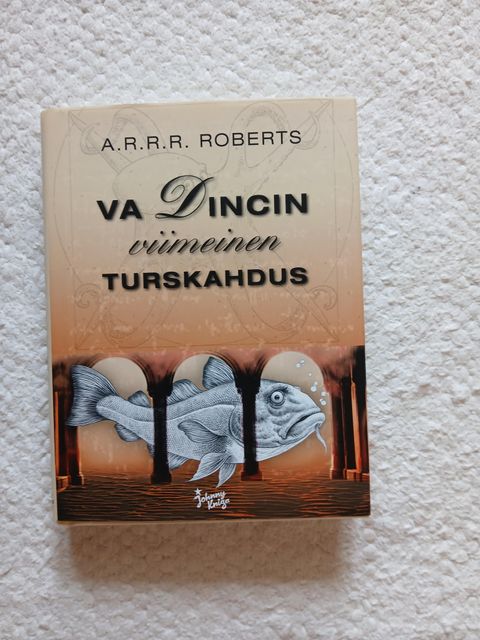 A.R.R.R. ROBERTS
VA DINCIN
viimeinen
TURSKAHDUS
Johnny
Kniga